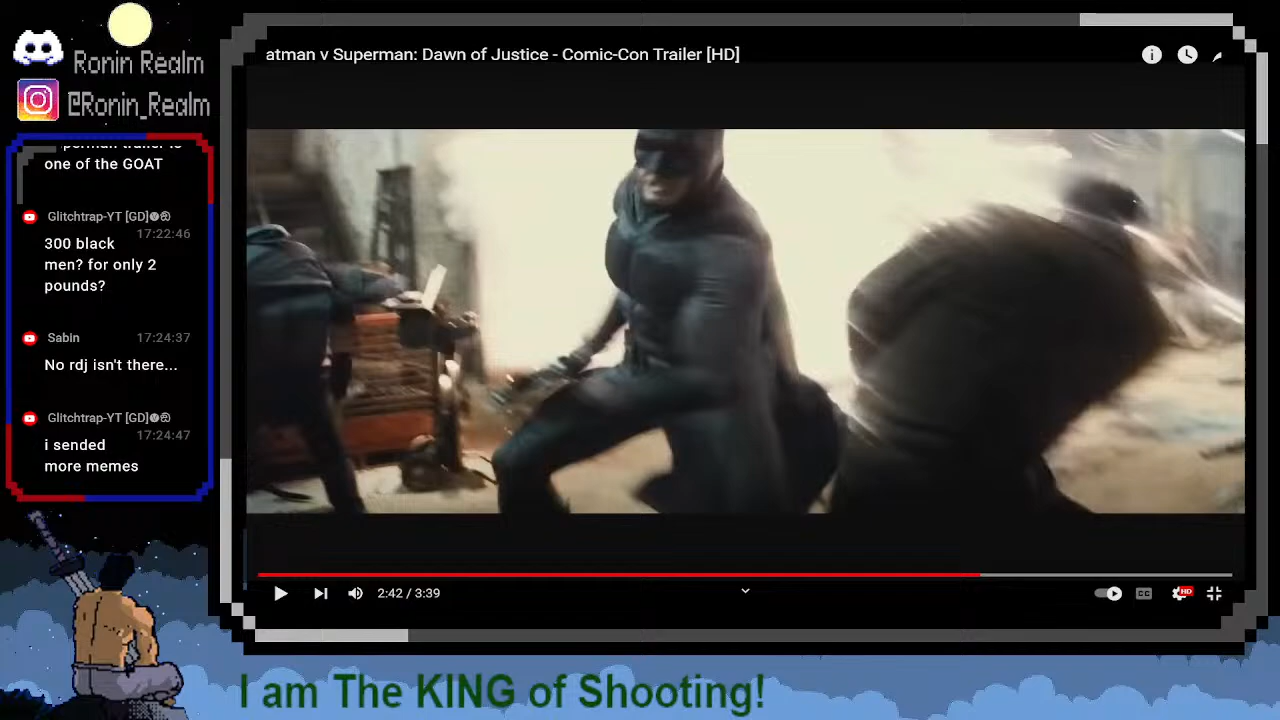 Ronin Realm
@Ronin_Realm
one of the GOAT
Glitchtrap-YT [GD]
17:22:46
300 black
men? for only 2
pounds?
Sabin 17:24:37
No rdj isn't there...
Glitchtrap-YT [GD]
17:24:47
i sended
more memes
atman v Superman: Dawn of Justice - Comic-Con Trailer [HD]
2:42 / 3:39
CC
HD
I am The KING of Shooting!